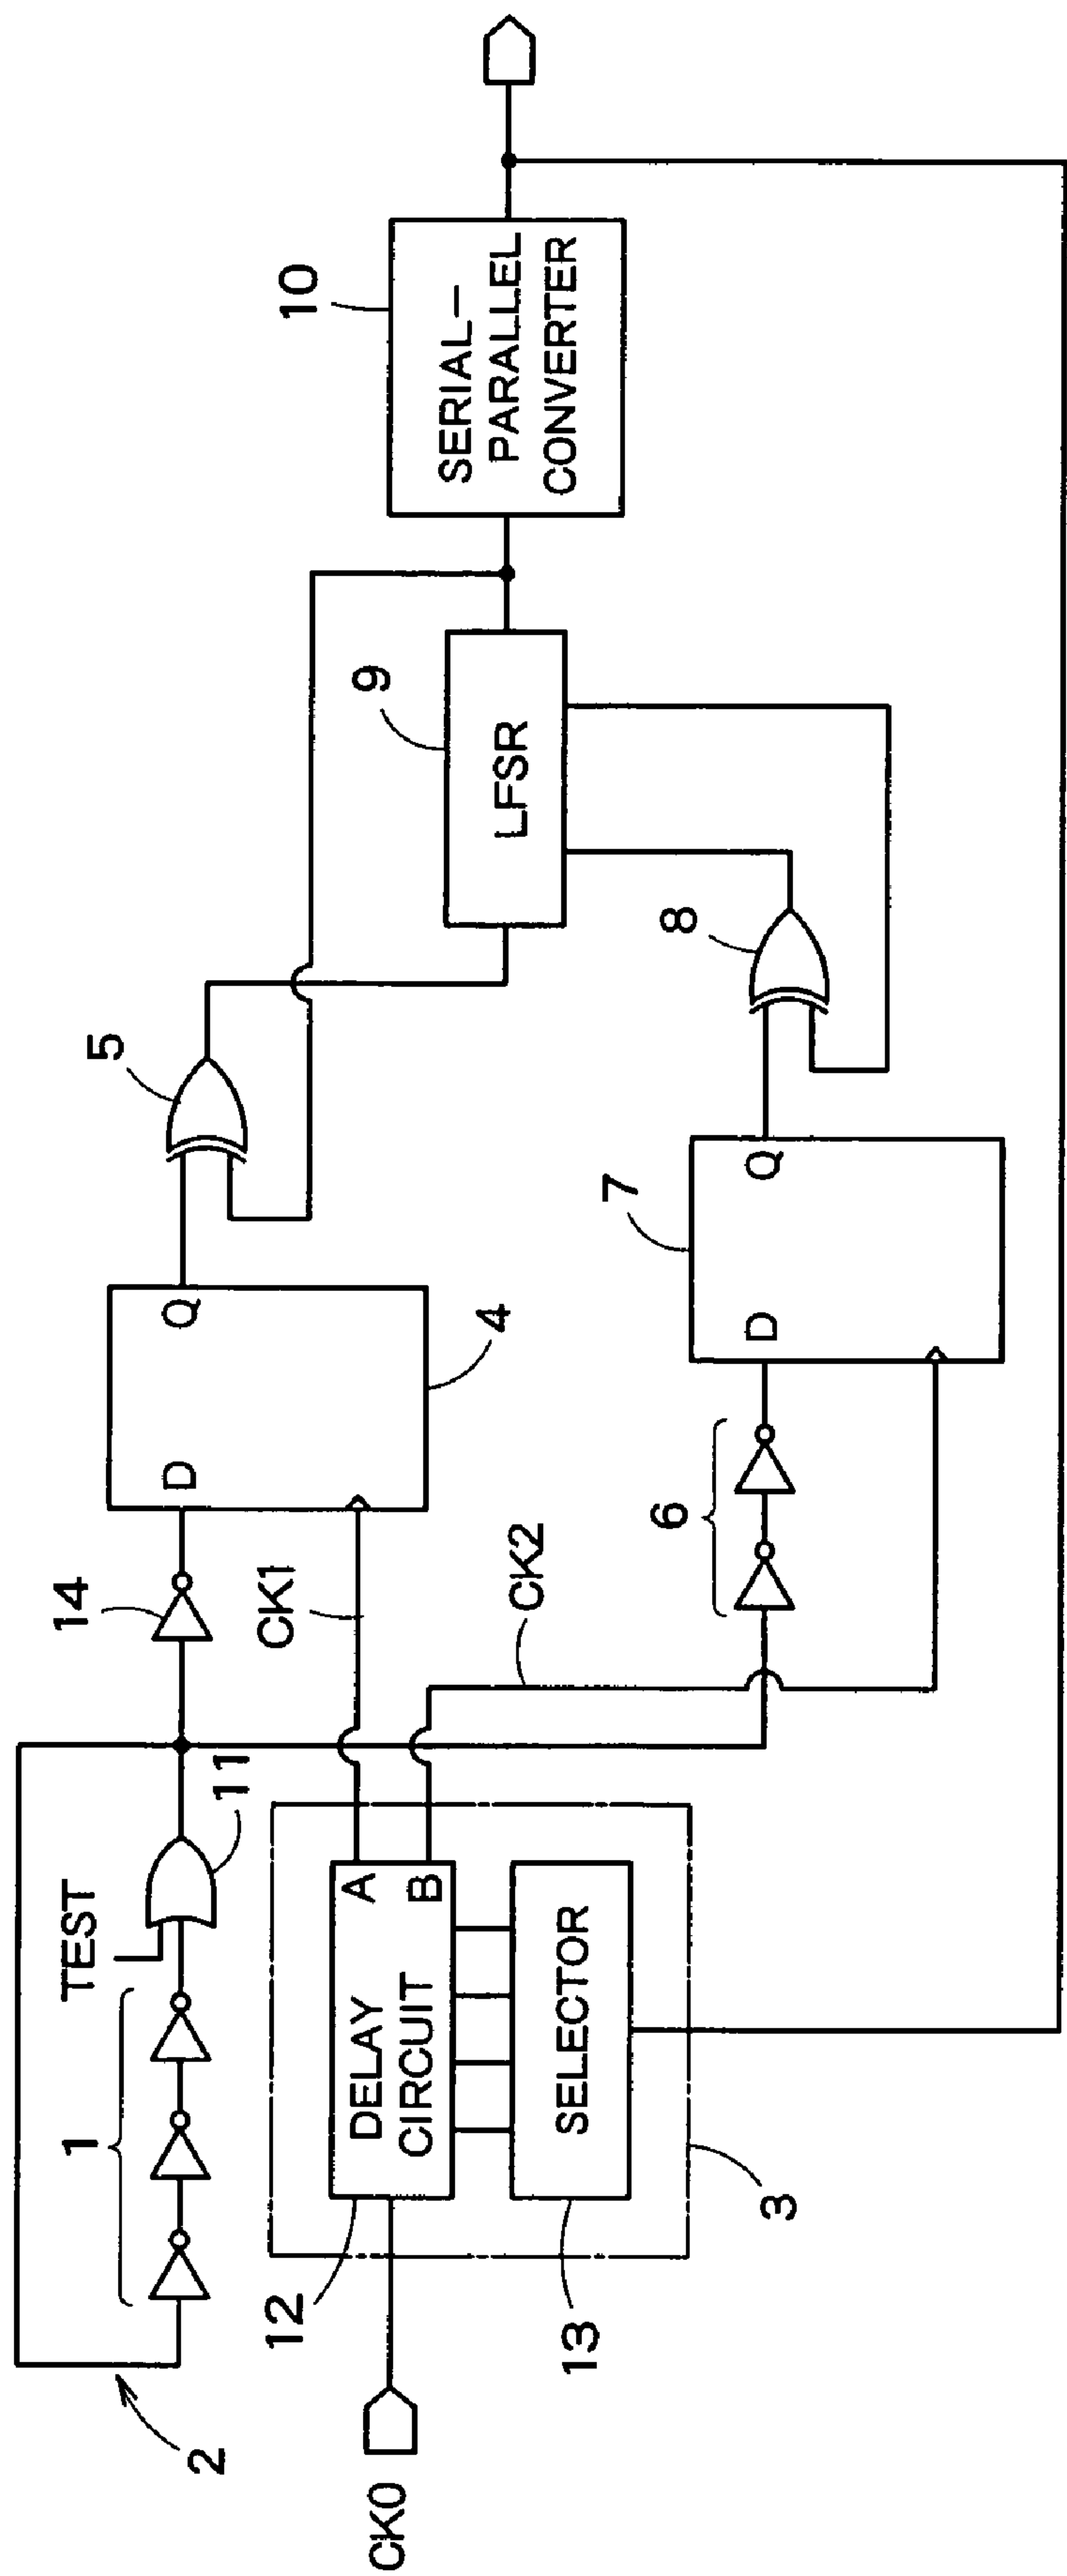 2
1
TEST
11
14
CK1
CK2
D
Q
4
5
CK0
12
DELAY
CIRCUIT
A
B
SELECTOR
13
3
6
D
Q
7
8
9
LFSR
10
SERIAL-
PARALLEL
CONVERTER